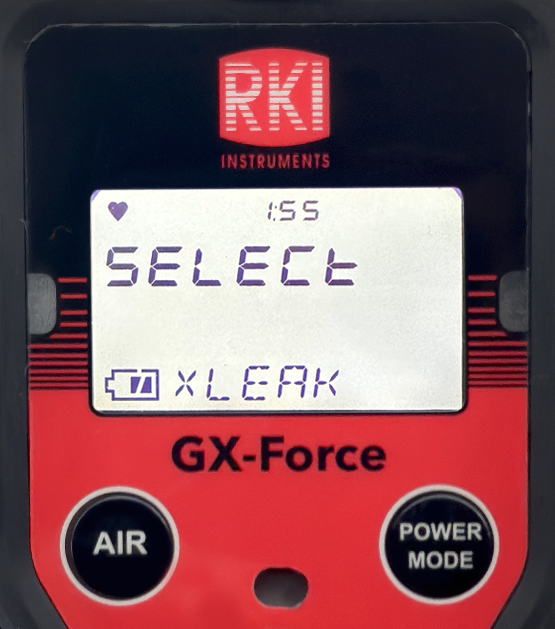 RKI
INSTRUMENTS
1:55
SELECt
XLEAK
GX-Force
AIR
POWER
MODE